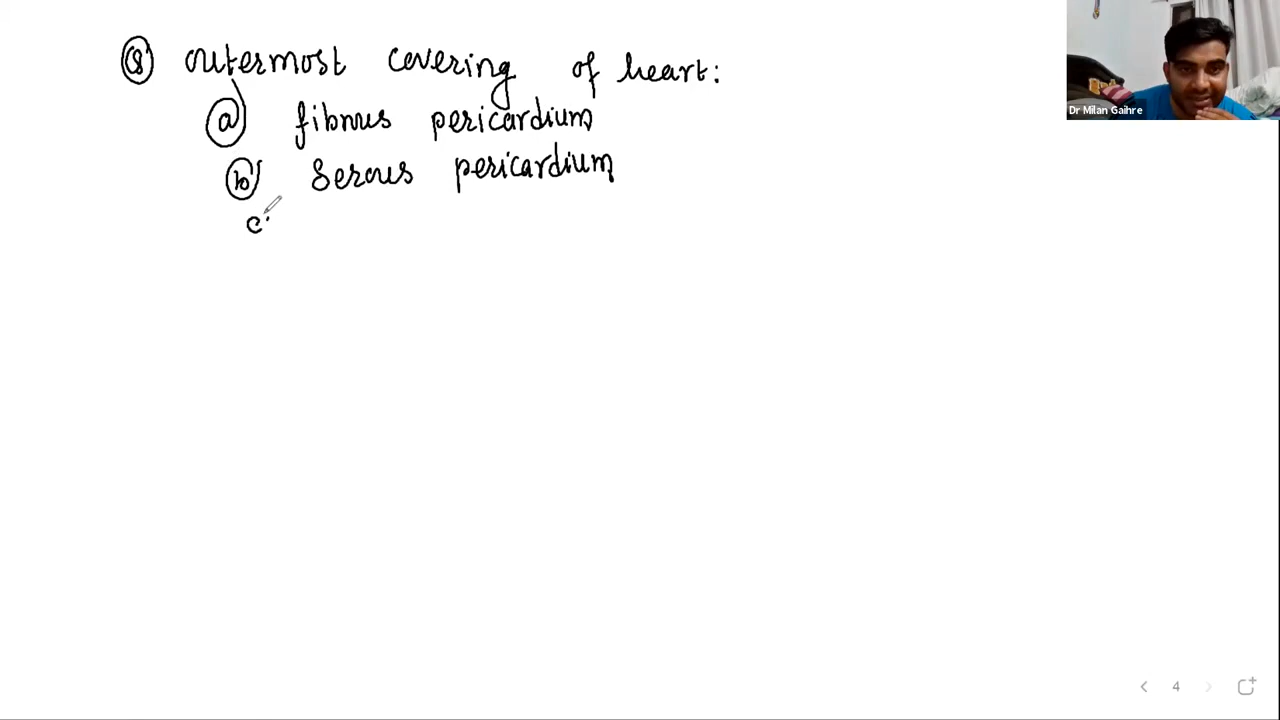 Q outermost covering of heart:
a fibrous pericardium
b serous pericardium
c.
Dr Milan Gaihre
4